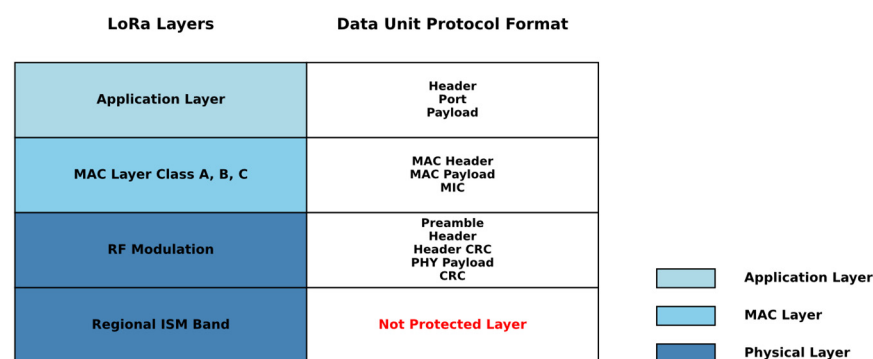 LoRa Layers
Data Unit Protocol Format
Application Layer
Header
Port
Payload
MAC Layer Class A, B, C
MAC Header
MAC Payload
MIC
RF Modulation
Preamble
Header
Header CRC
PHY Payload
CRC
Regional ISM Band
Not Protected Layer
Application Layer
MAC Layer
Physical Layer